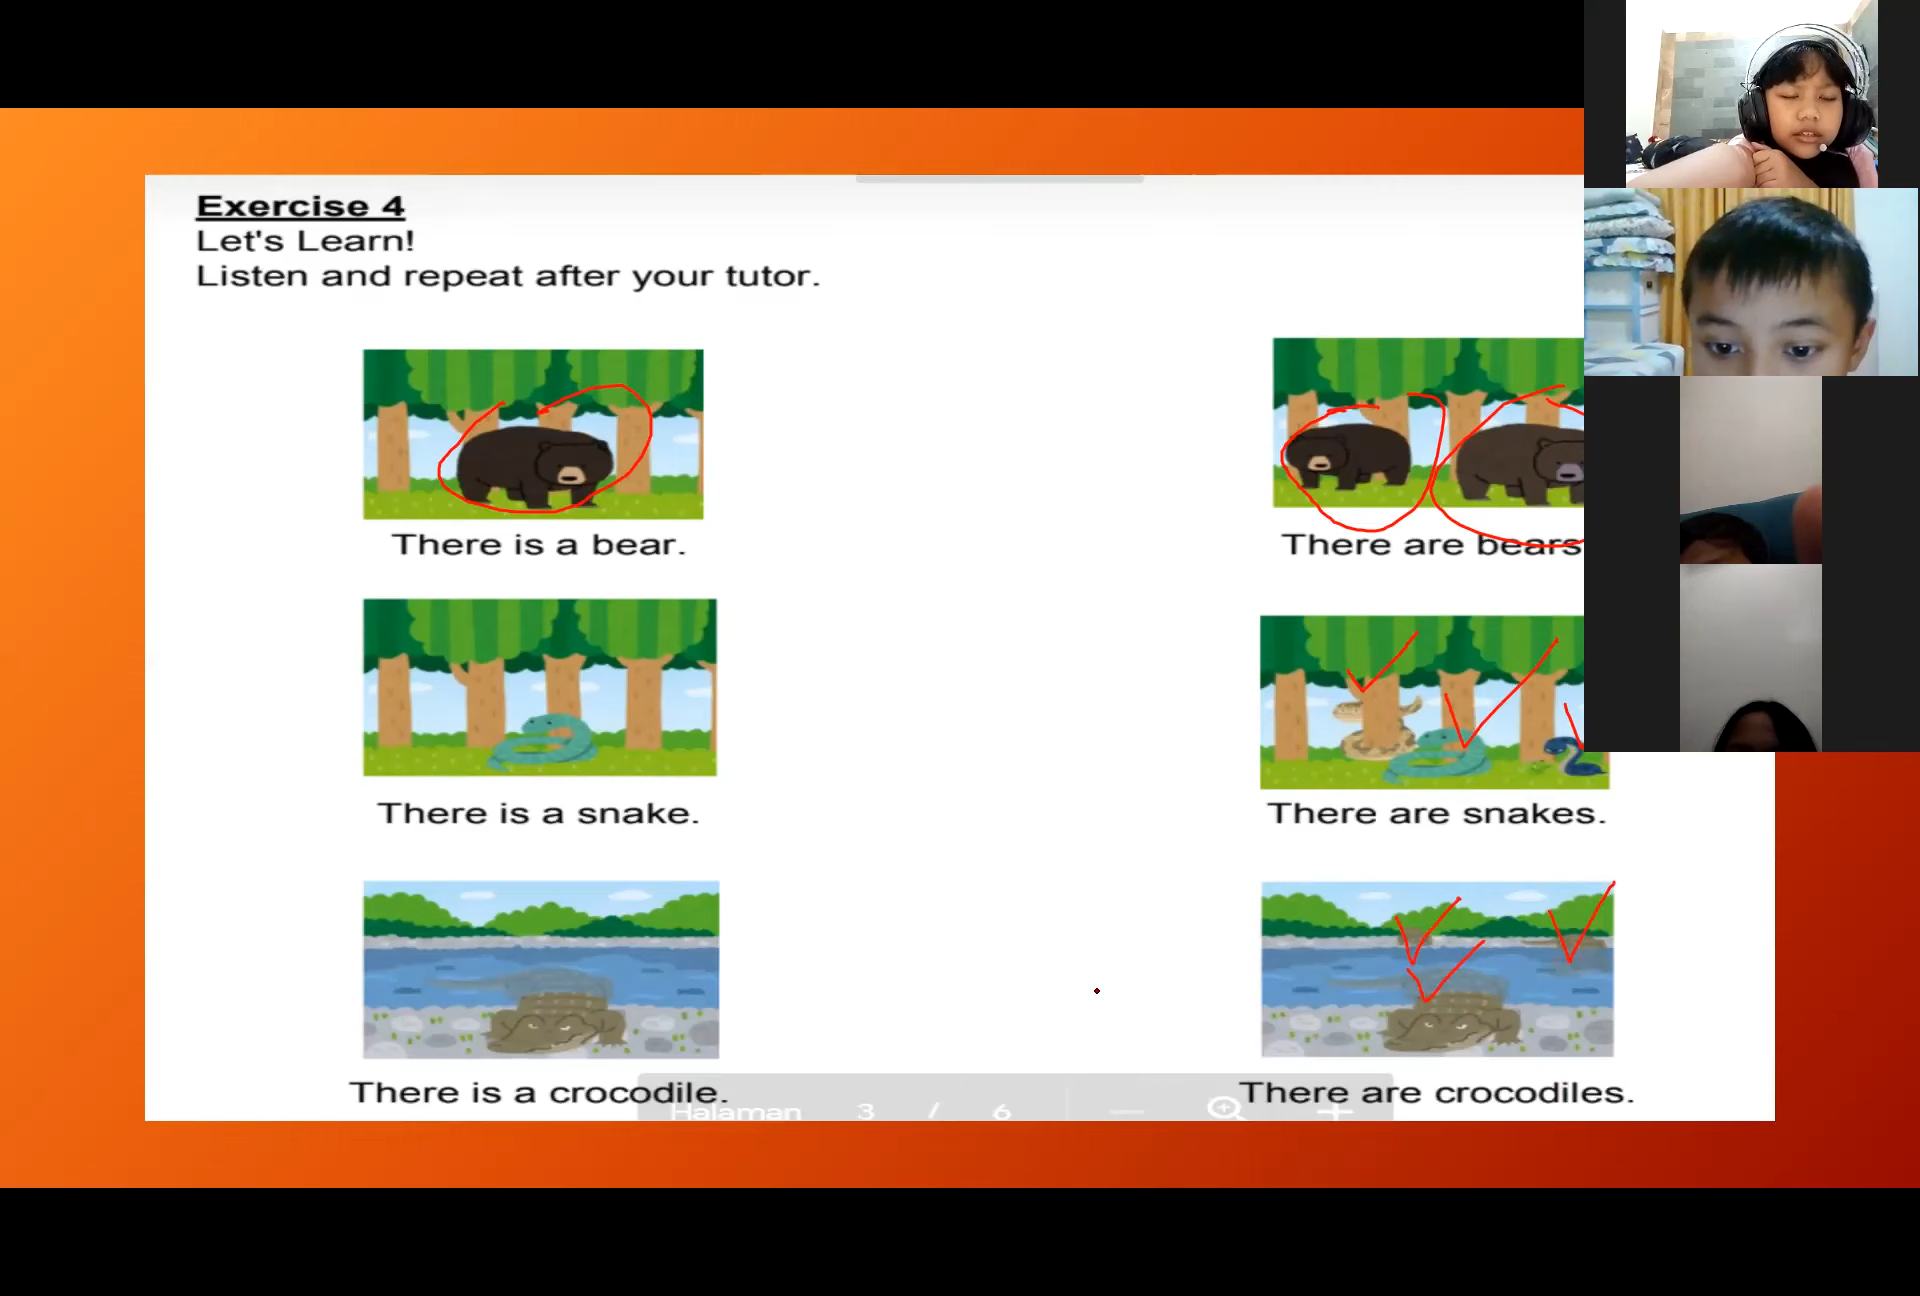 Exercise 4
Let's Learn!
Listen and repeat after your tutor.
There is a bear.
There are bears
There is a snake.
There are snakes.
There is a crocodile.
There are crocodiles.
Halaman 3 / 6